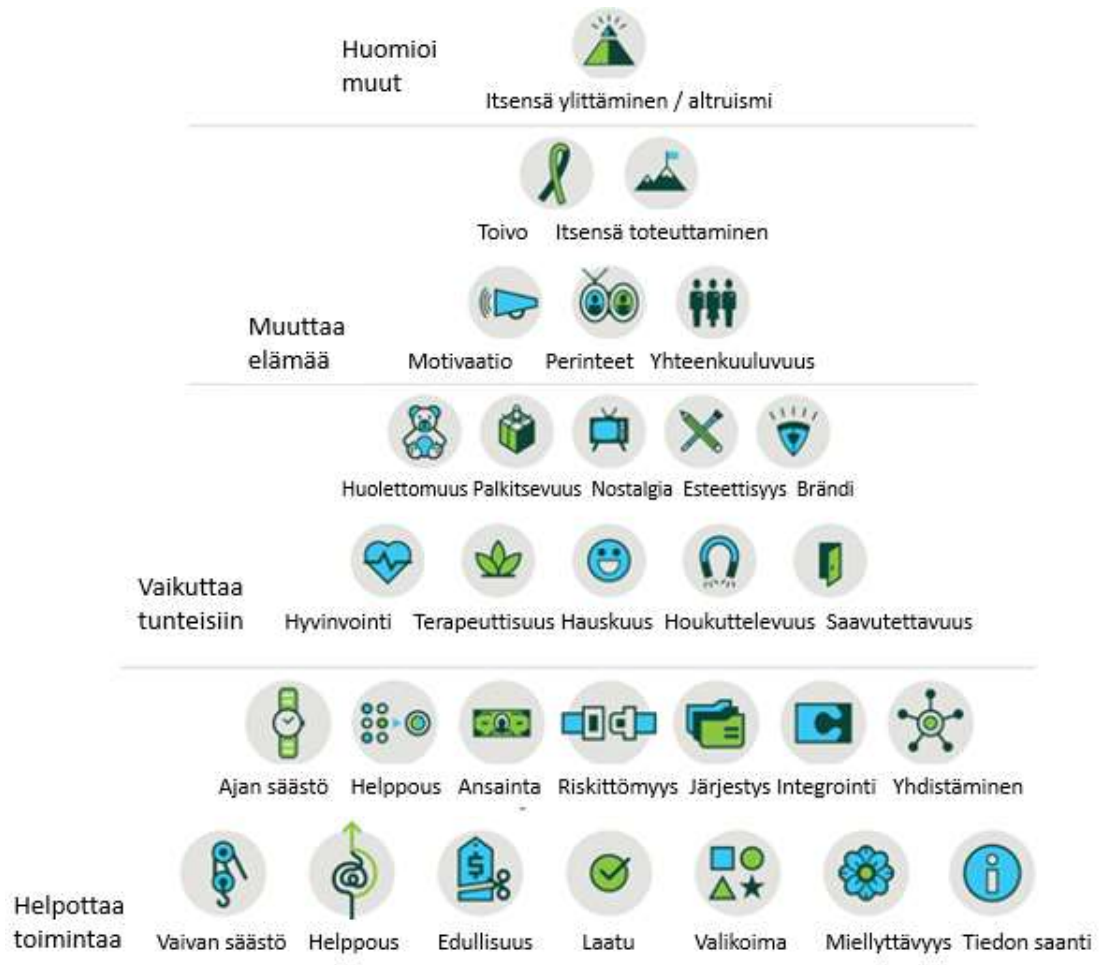 Huomioi
muut
Itsensä ylittäminen / altruismi
Toivo Itsensä toteuttaminen
Muuttaa
elämää
Motivaatio Perinteet Yhteenkuuluvuus
Huolettomuus Palkitsevuus Nostalgia Esteettisyys Brändi
Vaikuttaa
tunteisiin
Hyvinvointi Terapeuttisuus Hauskuus Houkuttelevuus Saavutettavuus
Ajan säästö Helppous Ansainta Riskittömyys Järjestys Integrointi Yhdistäminen
Helpottaa
toimintaa
Vaivan säästö Helppous Edullisuus Laatu Valikoima Miellyttävyys Tiedon saanti